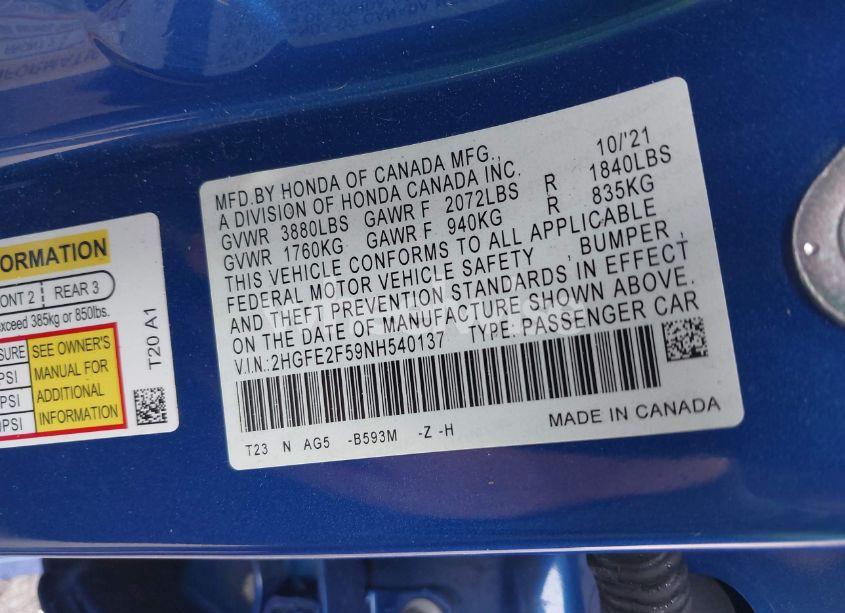 MFD.BY HONDA OF CANADA MFG., 10/'21
A DIVISION OF HONDA CANADA INC.
GVWR 3880LBS GAWR F 2072LBS R 1840LBS
GVWR 1760KG GAWR F 940KG R 835KG
THIS VEHICLE CONFORMS TO ALL APPLICABLE
FEDERAL MOTOR VEHICLE SAFETY , BUMPER ,
AND THEFT PREVENTION STANDARDS IN EFFECT
ON THE DATE OF MANUFACTURE SHOWN ABOVE.
V.I.N.:2HGFE2F59NH540137 TYPE:PASSENGER CAR
T23 N AG5 -B593M -Z -H MADE IN CANADA
FORMATION
ONT 2 REAR 3
exceed 385kg or 850lbs.
SURE SEE OWNER'S
PSI MANUAL FOR
PSI ADDITIONAL
PSI INFORMATION
T20 A1